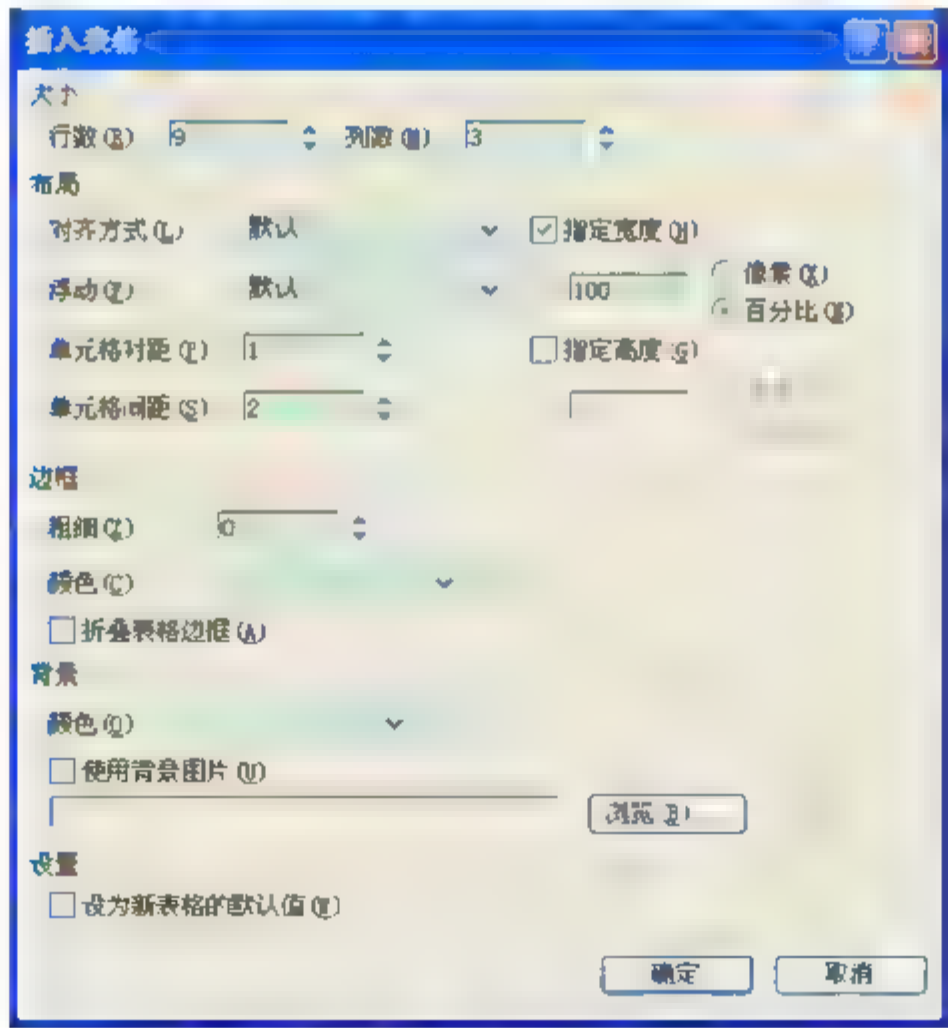 插入表格
大小
行数(R) 9 列数(M) 3
布局
对齐方式(L) 默认 指定宽度(W)
浮动(F) 默认 100 像素(X)
百分比(E)
单元格衬距(P) 1 指定高度(G)
单元格间距(S) 2
边框
粗细(Z) 0
颜色(C)
折叠表格边框(A)
背景
颜色(O)
使用背景图片(U)
浏览(B)
设置
设为新表格的默认值
确定 取消